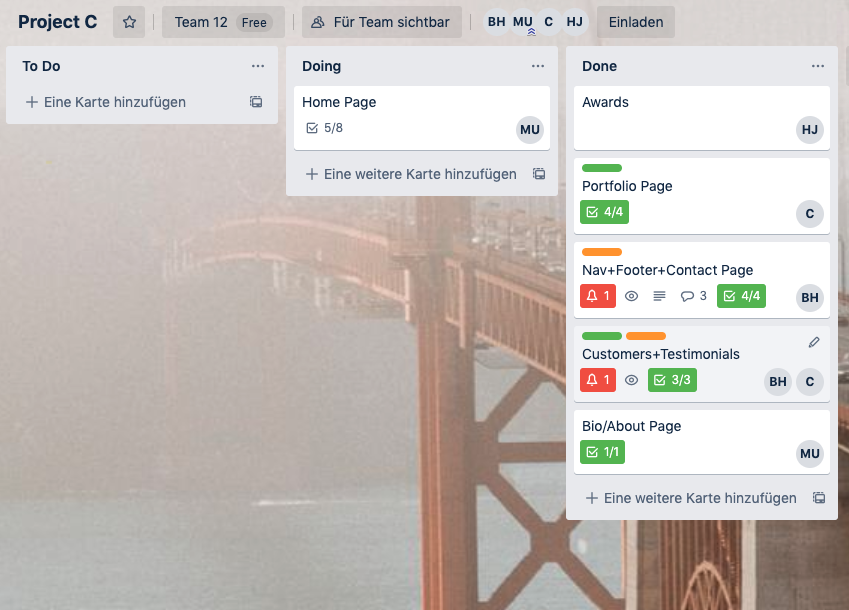 Project C Team 12 Free Für Team sichtbar BH MU C HJ Einladen
To Do
Eine Karte hinzufügen
Doing
Home Page
5/8 MU
Eine weitere Karte hinzufügen
Done
Awards
HJ
Portfolio Page
4/4 C
Nav+Footer+Contact Page
1 3 4/4 BH
Customers+Testimonials
1 3/3 BH C
Bio/About Page
1/1 MU
Eine weitere Karte hinzufügen